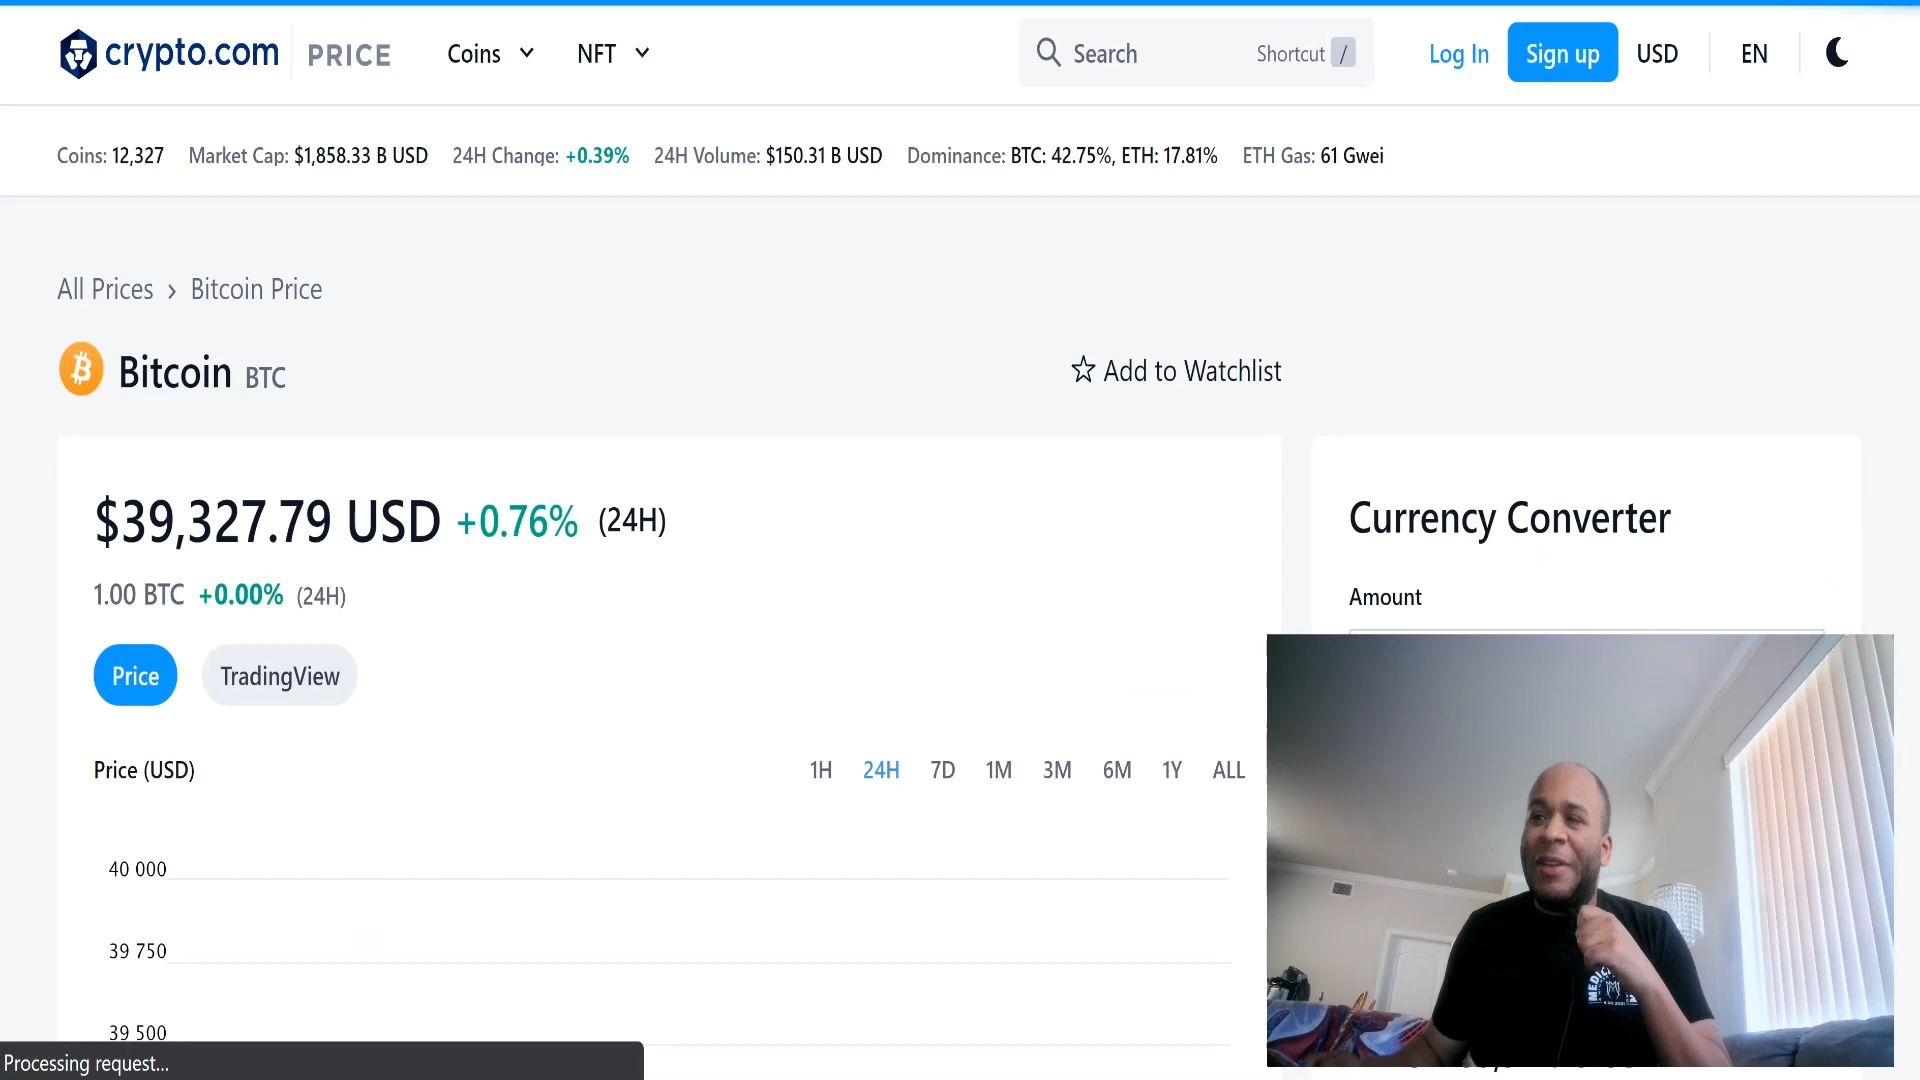 crypto.com PRICE Coins NFT Search Shortcut / Log In Sign up USD EN
Coins: 12,327 Market Cap: $1,858.33 B USD 24H Change: +0.39% 24H Volume: $150.31 B USD Dominance: BTC: 42.75%, ETH: 17.81% ETH Gas: 61 Gwei
All Prices › Bitcoin Price
Bitcoin BTC
Add to Watchlist
$39,327.79 USD +0.76% (24H)
1.00 BTC +0.00% (24H)
Price TradingView
Price (USD) 1H 24H 7D 1M 3M 6M 1Y ALL
40 000
39 750
39 500
Processing request...
Currency Converter
Amount